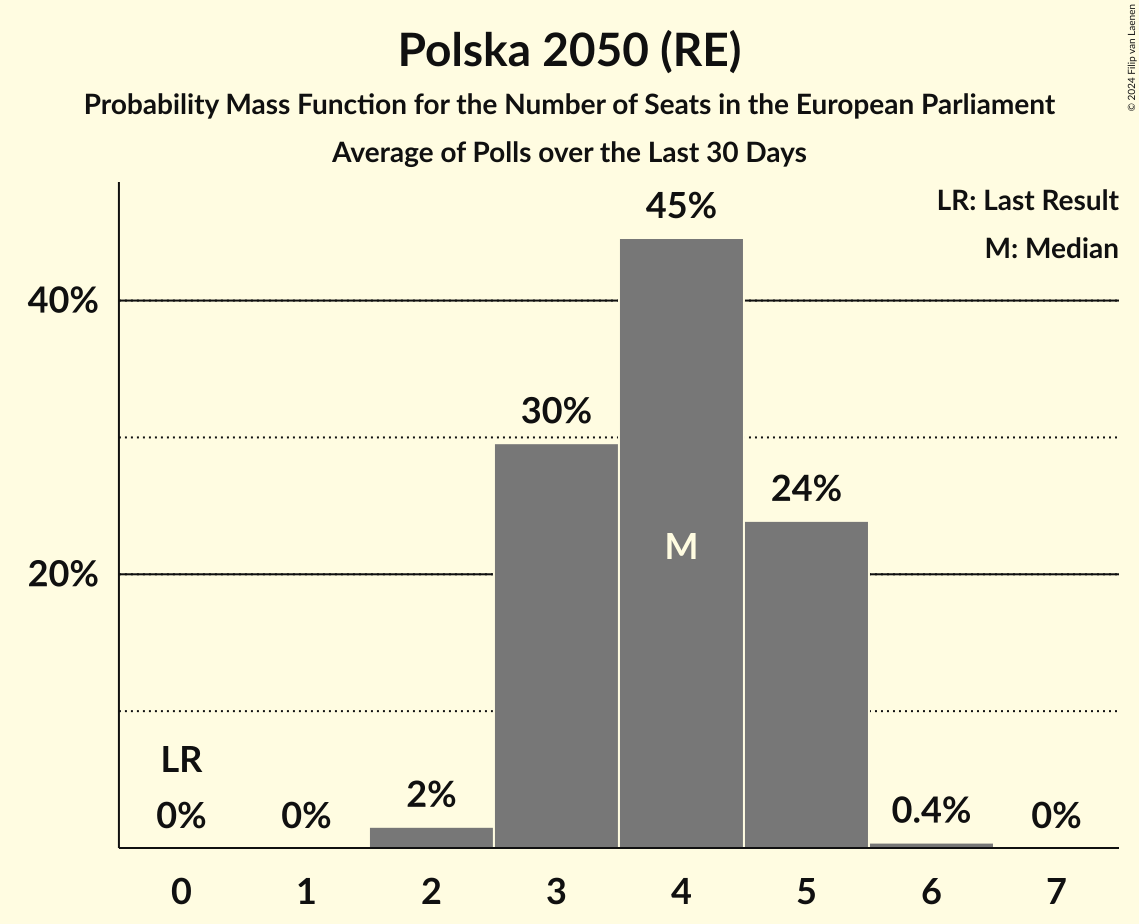 Polska 2050 (RE)
Probability Mass Function for the Number of Seats in the European Parliament
Average of Polls over the Last 30 Days
© 2024 Filip van Laenen
LR: Last Result
M: Median
45%
40%
30%
24%
M
20%
LR
0%
0%
2%
0.4%
0%
0
1
2
3
4
5
6
7